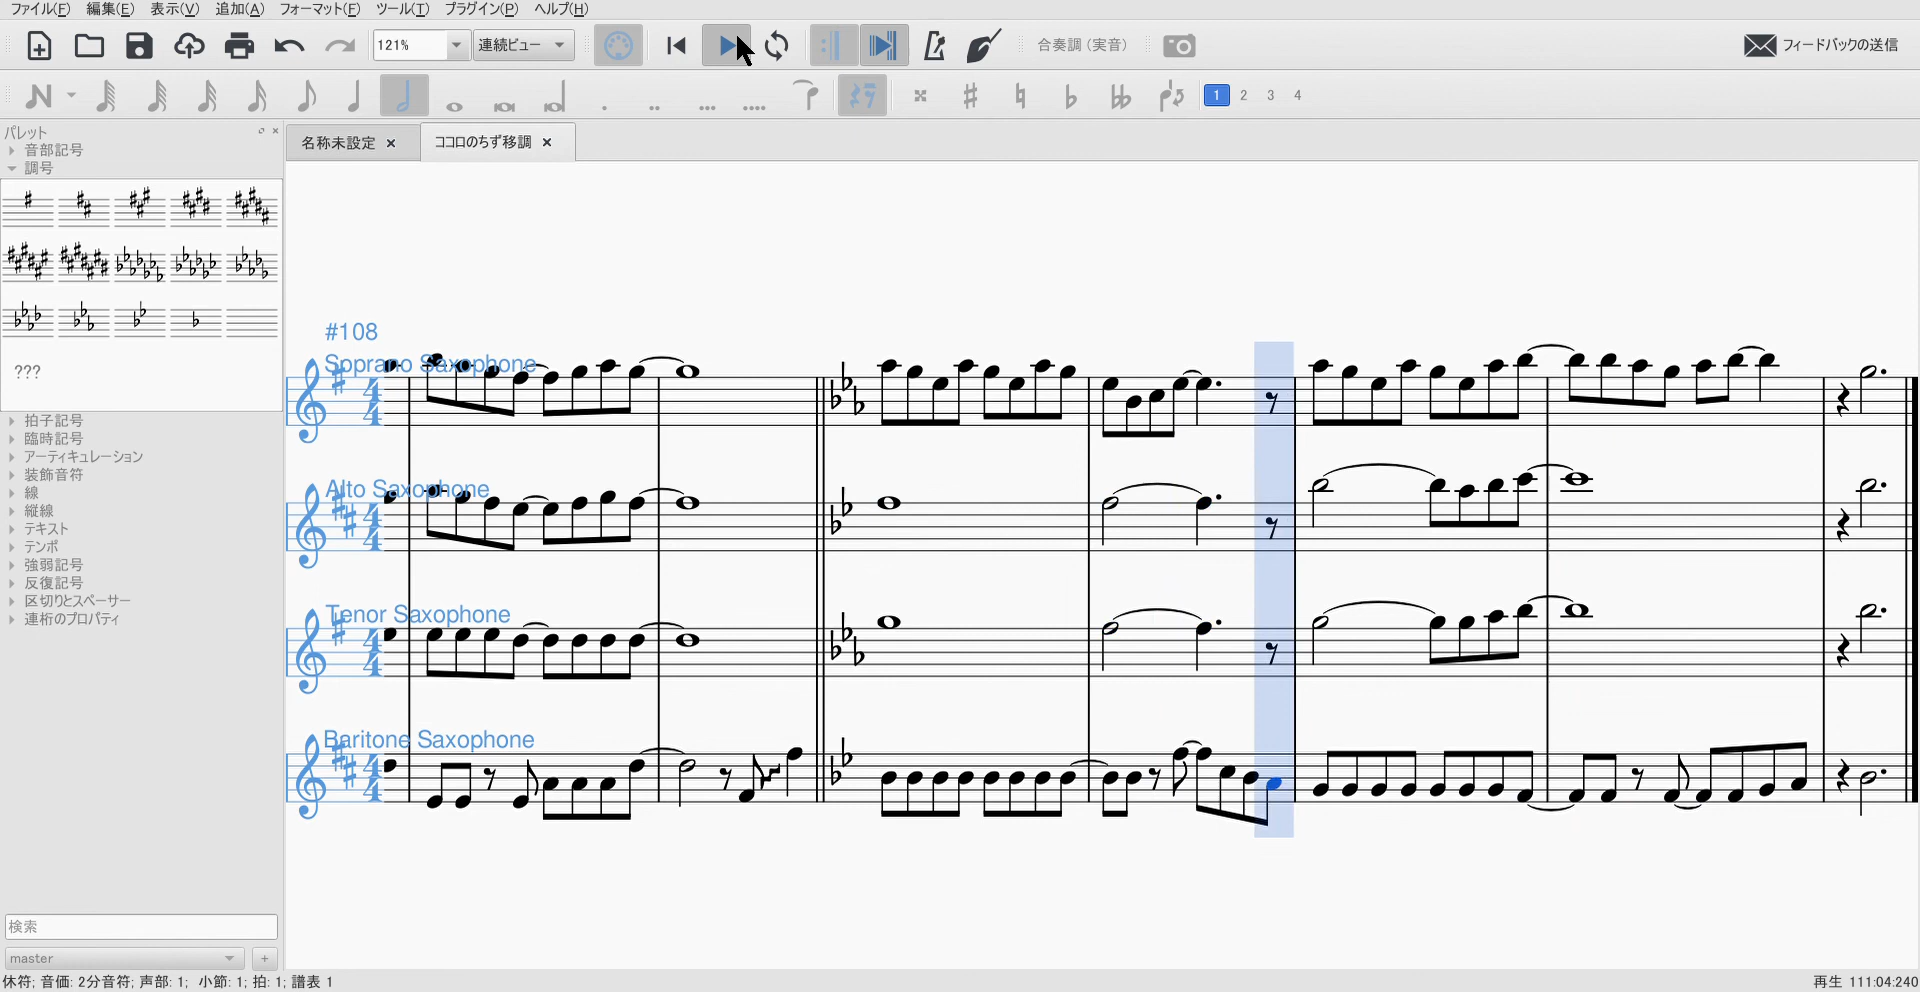 ファイル(F) 編集(E) 表示(V) 追加(A) フォーマット(F) ツール(T) プラグイン(P) ヘルプ(H)
121% 連続ビュー 合奏調 (実音) フィードバックの送信
1 2 3 4
パレット
音部記号
調号
???
拍子記号
臨時記号
アーティキュレーション
装飾音符
線
縦線
テキスト
テンポ
強弱記号
反復記号
区切りとスペーサー
連桁のプロパティ
検索
master
名称未設定 ココロのちず移調
#108
Soprano Saxophone
4
4
Alto Saxophone
4
4
Tenor Saxophone
4
4
Baritone Saxophone
4
4
休符; 音価: 2分音符; 声部: 1; 小節: 1; 拍: 1; 譜表 1
再生 111:04:240